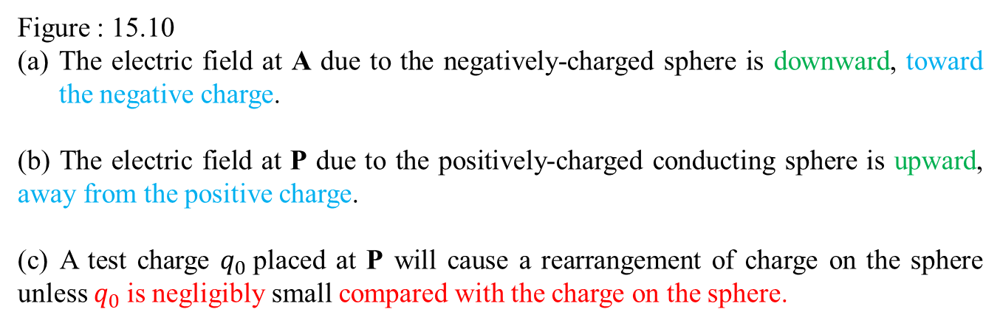 Figure : 15.10
(a) The electric field at A due to the negatively-charged sphere is downward, toward
the negative charge.
(b) The electric field at P due to the positively-charged conducting sphere is upward,
away from the positive charge.
(c) A test charge q₀ placed at P will cause a rearrangement of charge on the sphere
unless q₀ is negligibly small compared with the charge on the sphere.